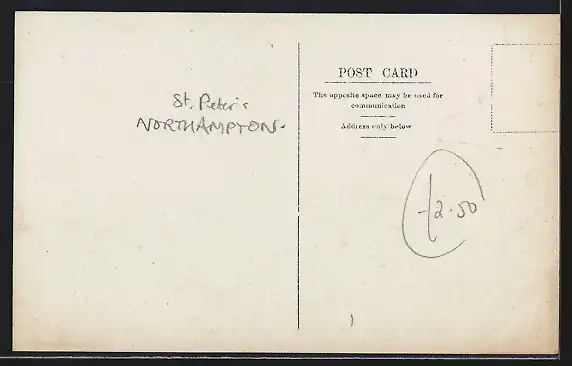 St. Peter's
NORTHAMPTON.
POST CARD
The opposite space may be used for
communication
Address only below
£2.50